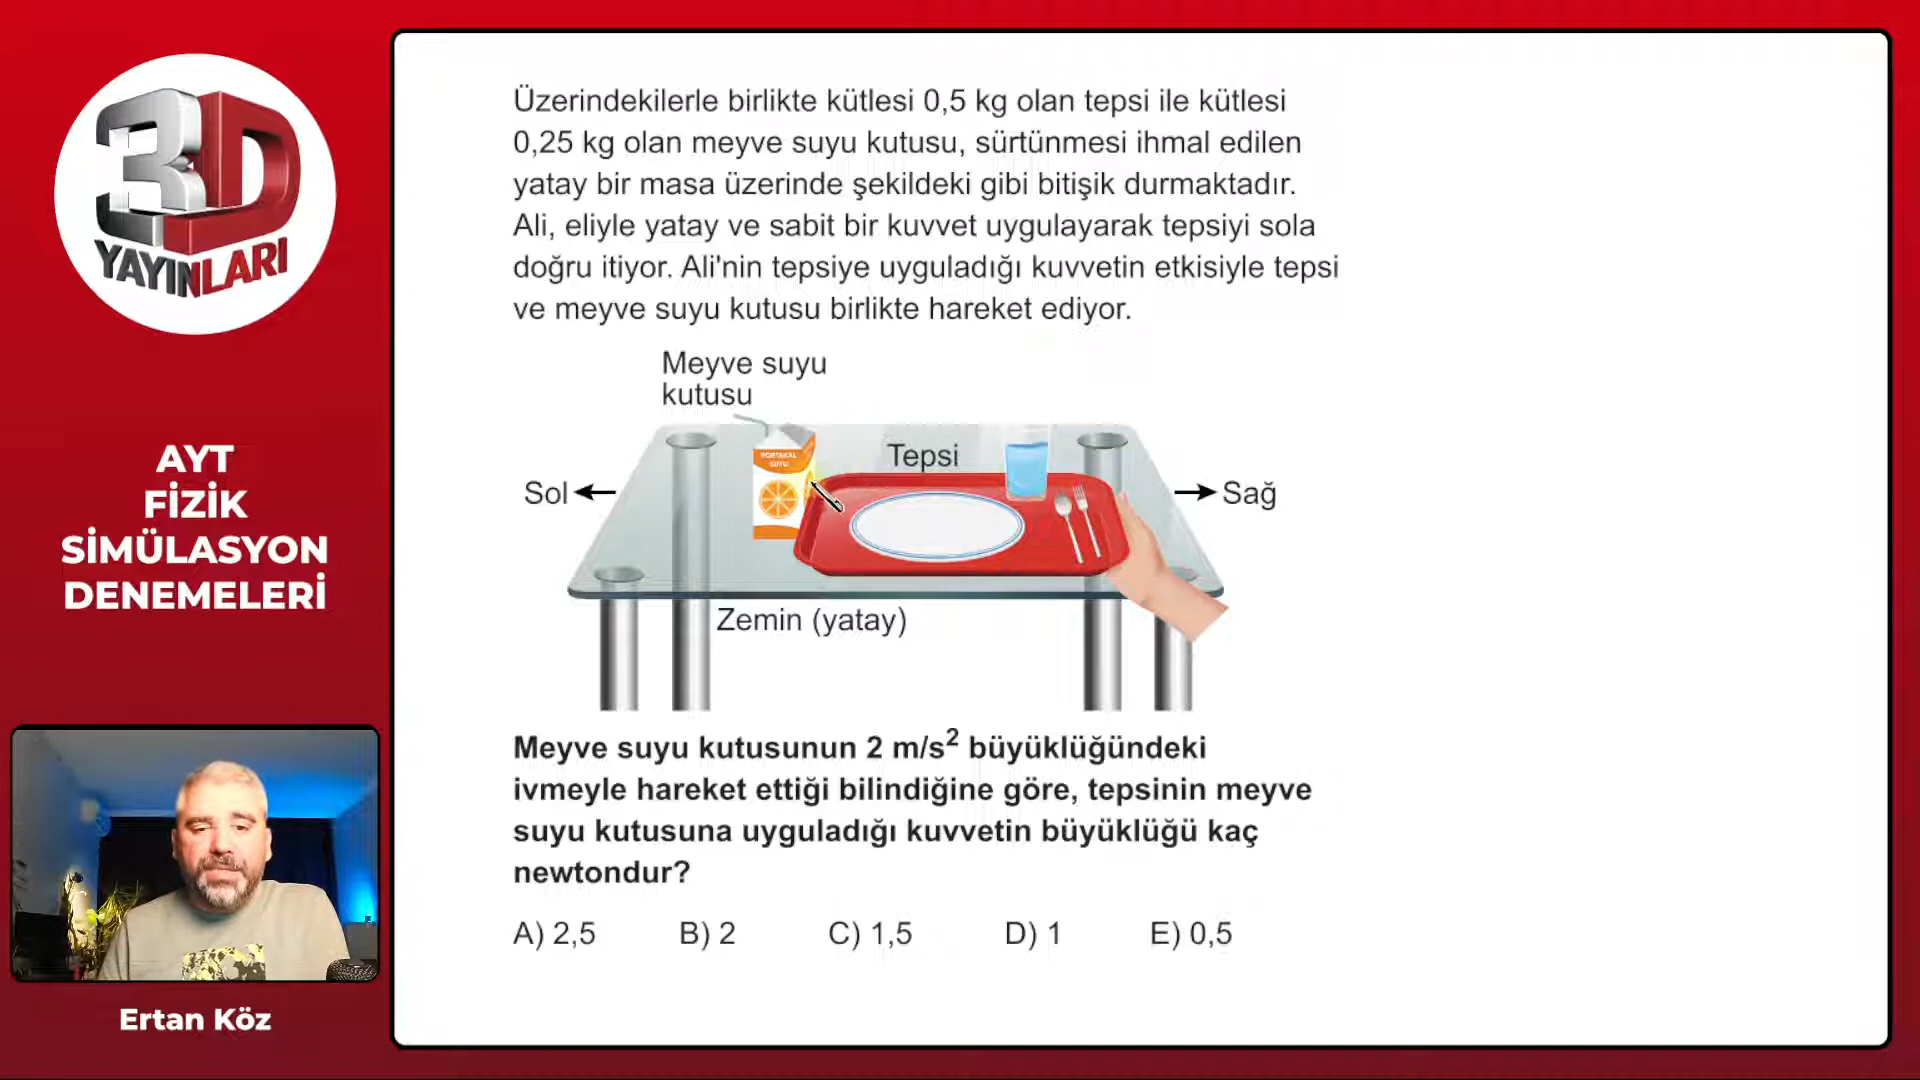 3D
YAYINLARI
AYT
FİZİK
SİMÜLASYON
DENEMELERİ
Ertan Köz
Üzerindekilerle birlikte kütlesi 0,5 kg olan tepsi ile kütlesi
0,25 kg olan meyve suyu kutusu, sürtünmesi ihmal edilen
yatay bir masa üzerinde şekildeki gibi bitişik durmaktadır.
Ali, eliyle yatay ve sabit bir kuvvet uygulayarak tepsiyi sola
doğru itiyor. Ali'nin tepsiye uyguladığı kuvvetin etkisiyle tepsi
ve meyve suyu kutusu birlikte hareket ediyor.
Meyve suyu
kutusu
PORTAKAL
SUYU
Tepsi
Sol
Sağ
Zemin (yatay)
Meyve suyu kutusunun 2 m/s² büyüklüğündeki
ivmeyle hareket ettiği bilindiğine göre, tepsinin meyve
suyu kutusuna uyguladığı kuvvetin büyüklüğü kaç
newtondur?
A) 2,5 B) 2 C) 1,5 D) 1 E) 0,5